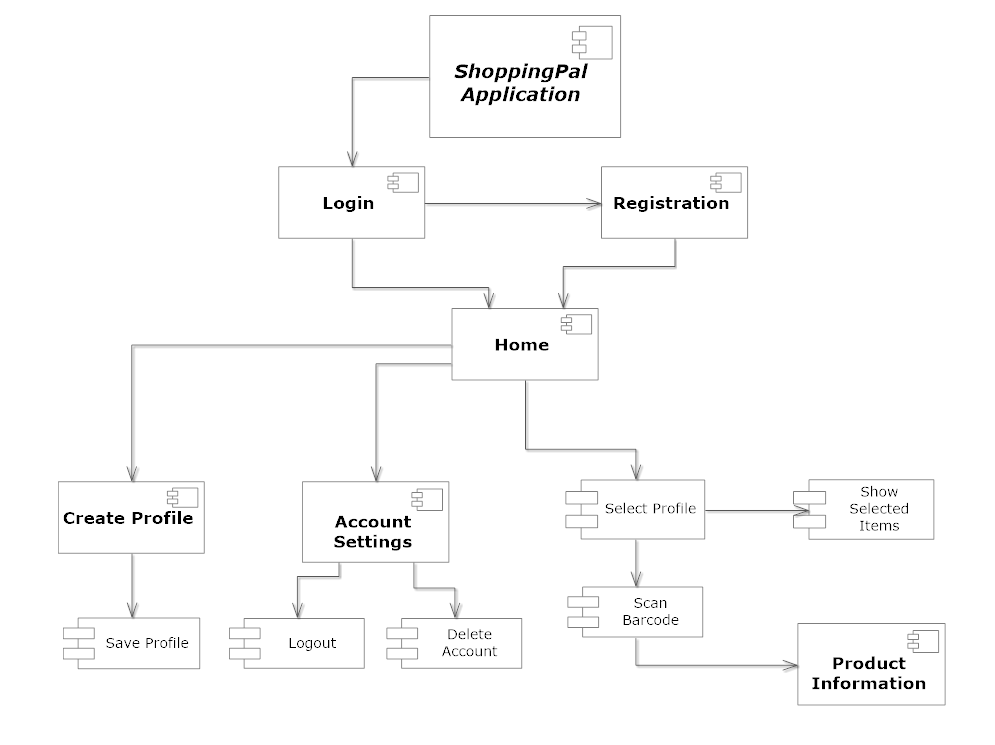 ShoppingPal
Application
Login
Registration
Home
Create Profile
Account
Settings
Select Profile
Show
Selected
Items
Save Profile
Logout
Delete
Account
Scan
Barcode
Product
Information